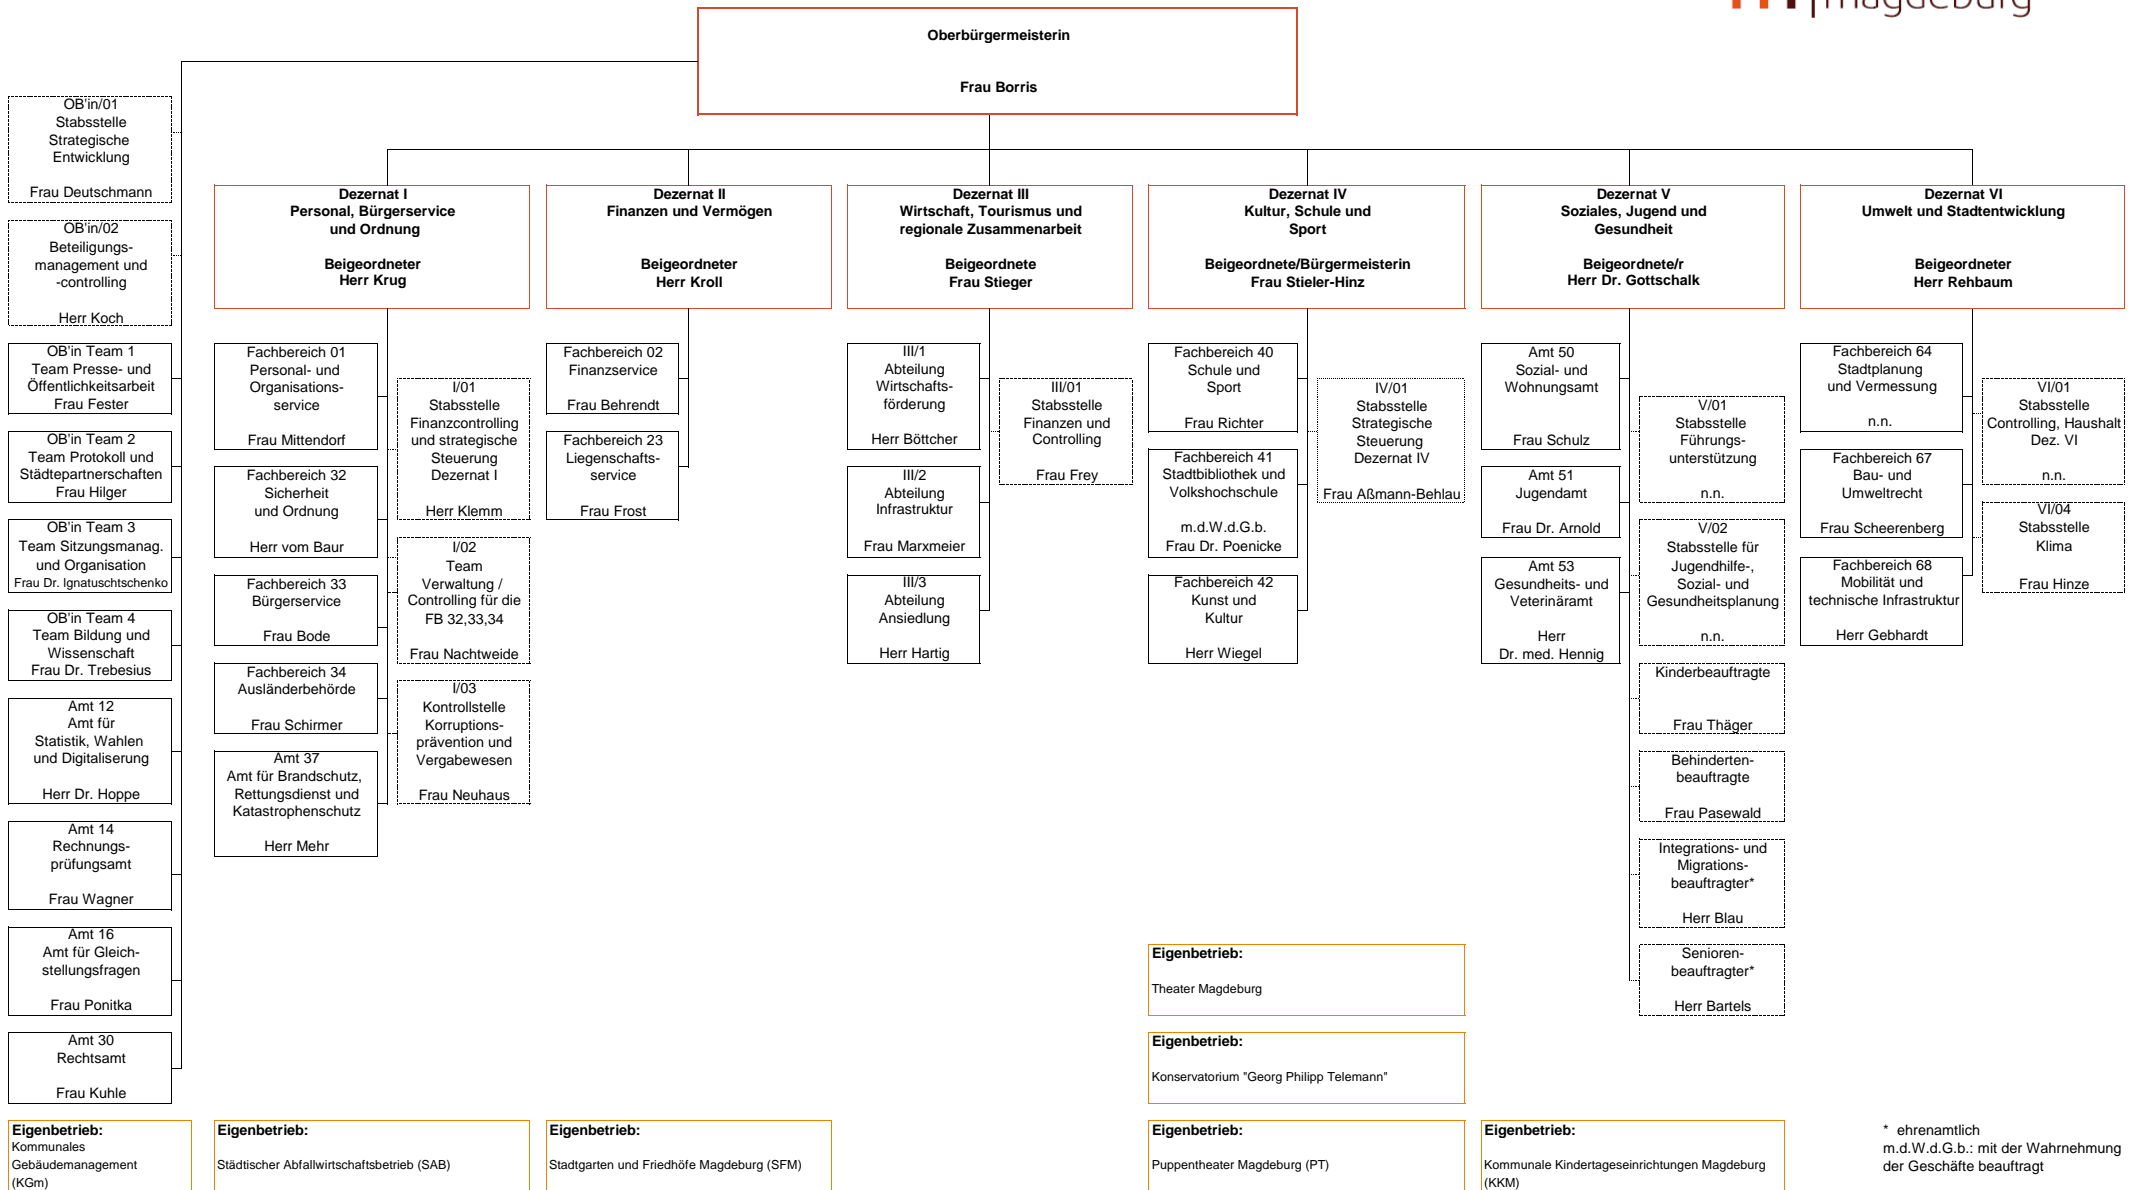 magdeburg
Oberbürgermeisterin
Frau Borris
OB'in/01
Stabsstelle
Strategische
Entwicklung
Frau Deutschmann
OB'in/02
Beteiligungs-
management und
-controlling
Herr Koch
OB'in Team 1
Team Presse- und
Öffentlichkeitsarbeit
Frau Fester
OB'in Team 2
Team Protokoll und
Städtepartnerschaften
Frau Hilger
OB'in Team 3
Team Sitzungsmanag.
und Organisation
Frau Dr. Ignatuschtschenko
OB'in Team 4
Team Bildung und
Wissenschaft
Frau Dr. Trebesius
Amt 12
Amt für
Statistik, Wahlen
und Digitaliserung
Herr Dr. Hoppe
Amt 14
Rechnungs-
prüfungsamt
Frau Wagner
Amt 16
Amt für Gleich-
stellungsfragen
Frau Ponitka
Amt 30
Rechtsamt
Frau Kuhle
Eigenbetrieb:
Kommunales
Gebäudemanagement
(KGm)
Dezernat I
Personal, Bürgerservice
und Ordnung
Beigeordneter
Herr Krug
Fachbereich 01
Personal- und
Organisations-
service
Frau Mittendorf
Fachbereich 32
Sicherheit
und Ordnung
Herr vom Baur
Fachbereich 33
Bürgerservice
Frau Bode
Fachbereich 34
Ausländerbehörde
Frau Schirmer
Amt 37
Amt für Brandschutz,
Rettungsdienst und
Katastrophenschutz
Herr Mehr
I/01
Stabsstelle
Finanzcontrolling
und strategische
Steuerung
Dezernat I
Herr Klemm
I/02
Team
Verwaltung /
Controlling für die
FB 32,33,34
Frau Nachtweide
I/03
Kontrollstelle
Korruptions-
prävention und
Vergabewesen
Frau Neuhaus
Eigenbetrieb:
Städtischer Abfallwirtschaftsbetrieb (SAB)
Dezernat II
Finanzen und Vermögen
Beigeordneter
Herr Kroll
Fachbereich 02
Finanzservice
Frau Behrendt
Fachbereich 23
Liegenschafts-
service
Frau Frost
Eigenbetrieb:
Stadtgarten und Friedhöfe Magdeburg (SFM)
Dezernat III
Wirtschaft, Tourismus und
regionale Zusammenarbeit
Beigeordnete
Frau Stieger
III/1
Abteilung
Wirtschafts-
förderung
Herr Böttcher
III/2
Abteilung
Infrastruktur
Frau Marxmeier
III/3
Abteilung
Ansiedlung
Herr Hartig
III/01
Stabsstelle
Finanzen und
Controlling
Frau Frey
Dezernat IV
Kultur, Schule und
Sport
Beigeordnete/Bürgermeisterin
Frau Stieler-Hinz
Fachbereich 40
Schule und
Sport
Frau Richter
Fachbereich 41
Stadtbibliothek und
Volkshochschule
m.d.W.d.G.b.
Frau Dr. Poenicke
Fachbereich 42
Kunst und
Kultur
Herr Wiegel
IV/01
Stabsstelle
Strategische
Steuerung
Dezernat IV
Frau Aßmann-Behlau
Eigenbetrieb:
Theater Magdeburg
Eigenbetrieb:
Konservatorium "Georg Philipp Telemann"
Eigenbetrieb:
Puppentheater Magdeburg (PT)
Dezernat V
Soziales, Jugend und
Gesundheit
Beigeordnete/r
Herr Dr. Gottschalk
Amt 50
Sozial- und
Wohnungsamt
Frau Schulz
Amt 51
Jugendamt
Frau Dr. Arnold
Amt 53
Gesundheits- und
Veterinäramt
Herr
Dr. med. Hennig
V/01
Stabsstelle
Führungs-
unterstützung
n.n.
V/02
Stabsstelle für
Jugendhilfe-,
Sozial- und
Gesundheitsplanung
n.n.
Kinderbeauftragte
Frau Thäger
Behinderten-
beauftragte
Frau Pasewald
Integrations- und
Migrations-
beauftragter*
Herr Blau
Senioren-
beauftragter*
Herr Bartels
Eigenbetrieb:
Kommunale Kindertageseinrichtungen Magdeburg
(KKM)
Dezernat VI
Umwelt und Stadtentwicklung
Beigeordneter
Herr Rehbaum
Fachbereich 64
Stadtplanung
und Vermessung
n.n.
Fachbereich 67
Bau- und
Umweltrecht
Frau Scheerenberg
Fachbereich 68
Mobilität und
technische Infrastruktur
Herr Gebhardt
VI/01
Stabsstelle
Controlling, Haushalt
Dez. VI
n.n.
VI/04
Stabsstelle
Klima
Frau Hinze
* ehrenamtlich
m.d.W.d.G.b.: mit der Wahrnehmung
der Geschäfte beauftragt